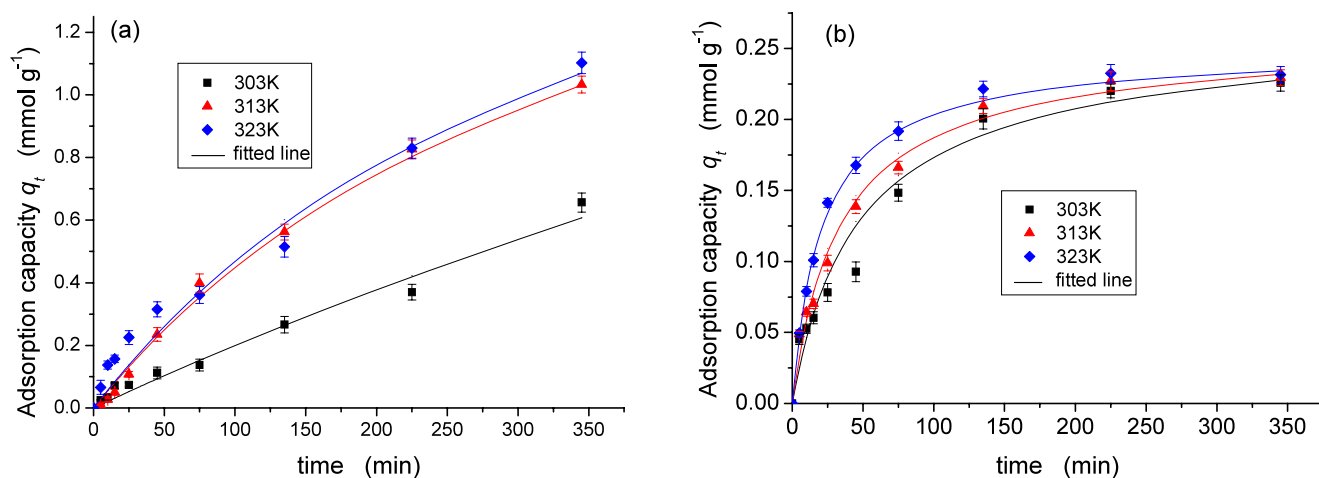 (a)
303K
313K
323K
fitted line
Adsorption capacity q_t (mmol g⁻¹)
0.0
0.2
0.4
0.6
0.8
1.0
1.2
0 50 100 150 200 250 300 350
time (min)
(b)
303K
313K
323K
fitted line
Adsorption capacity q_t (mmol g⁻¹)
0.00
0.05
0.10
0.15
0.20
0.25
0 50 100 150 200 250 300 350
time (min)